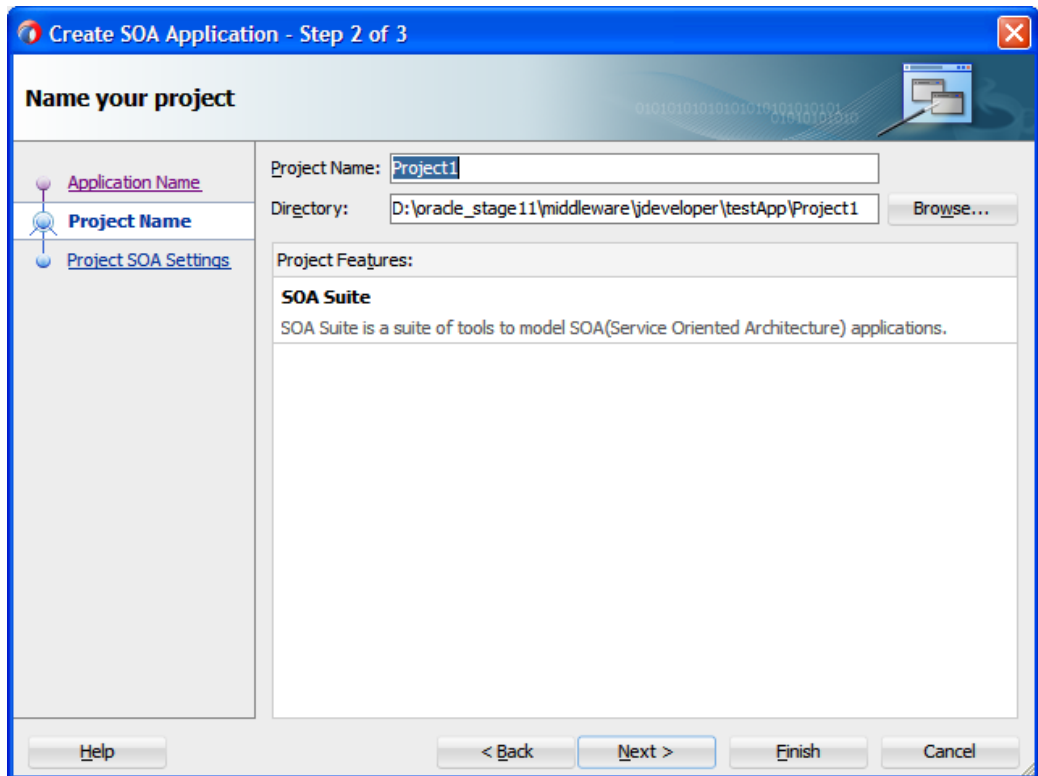 Create SOA Application - Step 2 of 3
Name your project
0101010101010101010101010101
01010101010
Application Name
Project Name
Project SOA Settings
Project Name: Project1
Directory: D:\oracle_stage11\middleware\jdeveloper\testApp\Project1 Browse...
Project Features:
SOA Suite
SOA Suite is a suite of tools to model SOA(Service Oriented Architecture) applications.
Help < Back Next > Finish Cancel